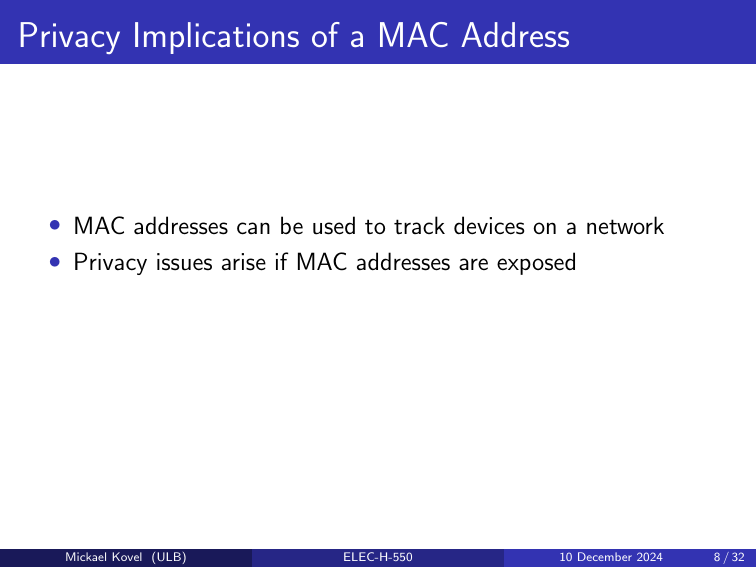 Privacy Implications of a MAC Address
• MAC addresses can be used to track devices on a network
• Privacy issues arise if MAC addresses are exposed
Mickael Kovel (ULB) ELEC-H-550 10 December 2024 8 / 32